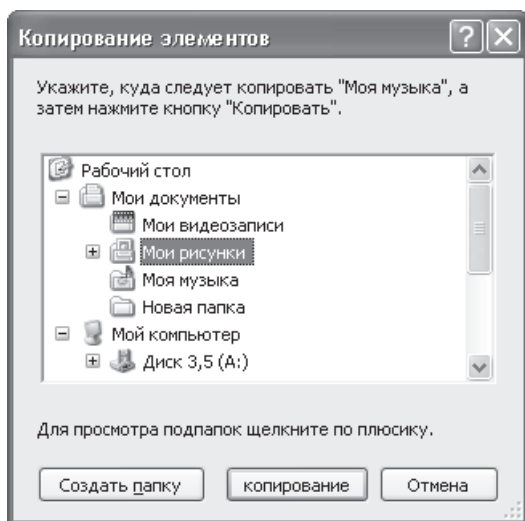 Копирование элементов
Укажите, куда следует копировать "Моя музыка", а
затем нажмите кнопку "Копировать".
Рабочий стол
Мои документы
Мои видеозаписи
Мои рисунки
Моя музыка
Новая папка
Мой компьютер
Диск 3,5 (A:)
Для просмотра подпапок щелкните по плюсику.
Создать папку копирование Отмена